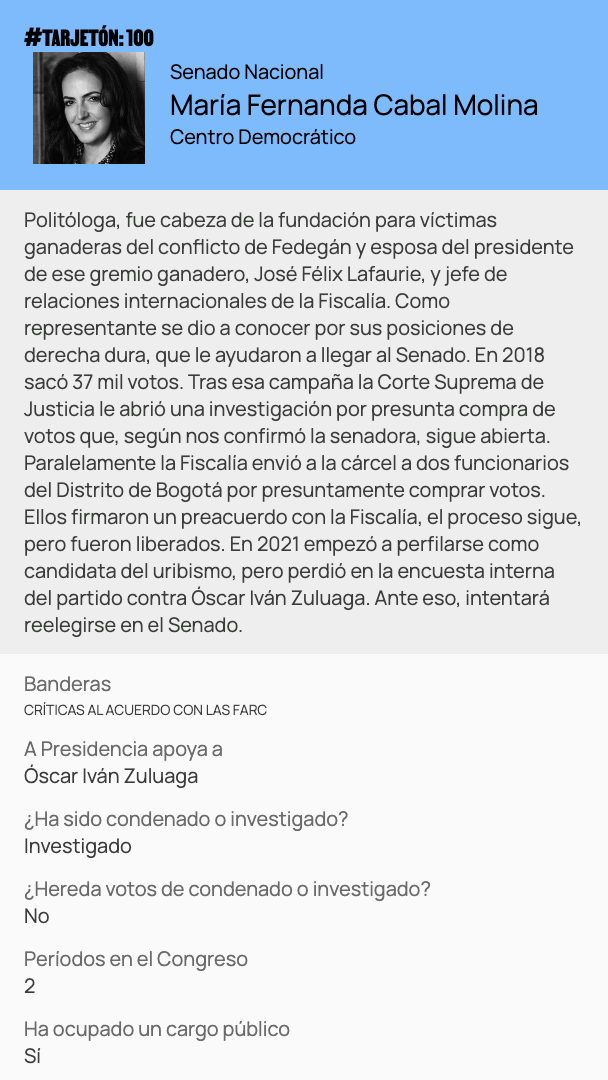 #TARJETÓN: 100
Senado Nacional
María Fernanda Cabal Molina
Centro Democrático
Politóloga, fue cabeza de la fundación para víctimas
ganaderas del conflicto de Fedegán y esposa del presidente
de ese gremio ganadero, José Félix Lafaurie, y jefe de
relaciones internacionales de la Fiscalía. Como
representante se dio a conocer por sus posiciones de
derecha dura, que le ayudaron a llegar al Senado. En 2018
sacó 37 mil votos. Tras esa campaña la Corte Suprema de
Justicia le abrió una investigación por presunta compra de
votos que, según nos confirmó la senadora, sigue abierta.
Paralelamente la Fiscalía envió a la cárcel a dos funcionarios
del Distrito de Bogotá por presuntamente comprar votos.
Ellos firmaron un preacuerdo con la Fiscalía, el proceso sigue,
pero fueron liberados. En 2021 empezó a perfilarse como
candidata del uribismo, pero perdió en la encuesta interna
del partido contra Óscar Iván Zuluaga. Ante eso, intentará
reelegirse en el Senado.
Banderas
CRÍTICAS AL ACUERDO CON LAS FARC
A Presidencia apoya a
Óscar Iván Zuluaga
¿Ha sido condenado o investigado?
Investigado
¿Hereda votos de condenado o investigado?
No
Períodos en el Congreso
2
Ha ocupado un cargo público
Sí